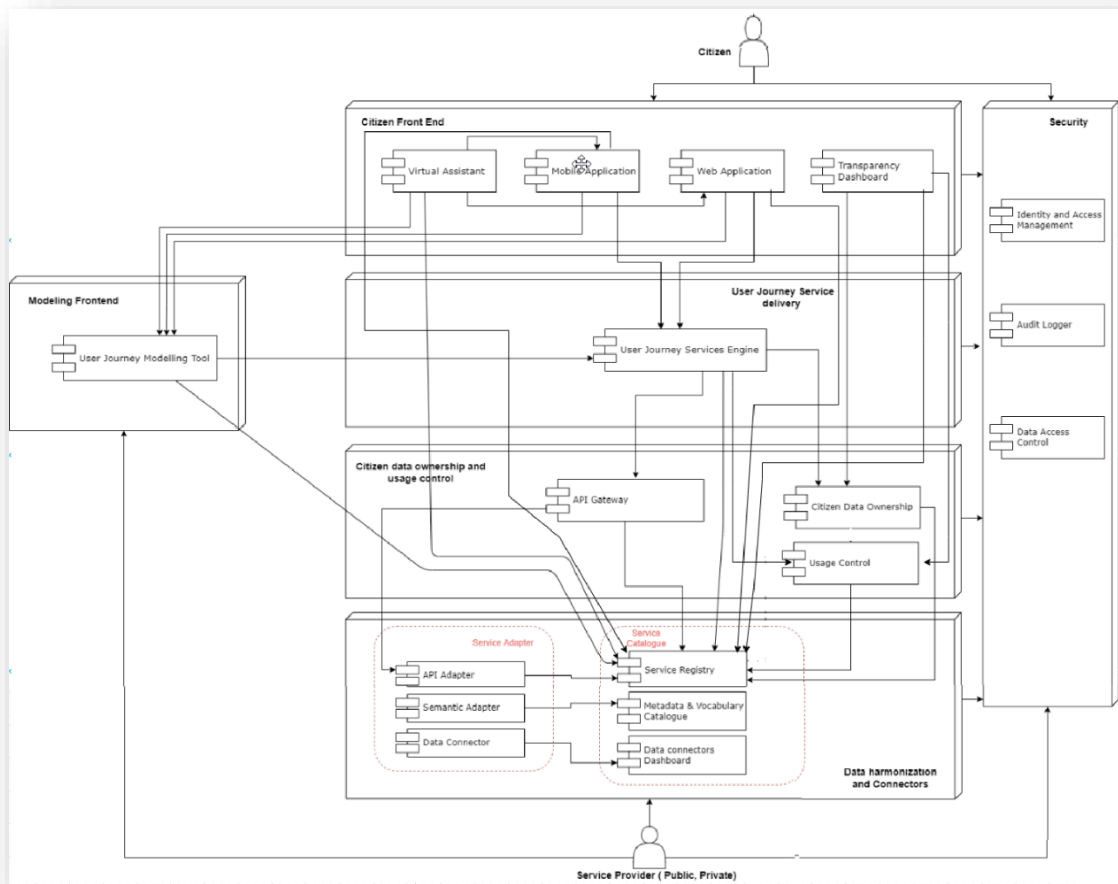 Citizen
Citizen Front End
Security
Virtual Assistant
Mobile Application
Web Application
Transparency
Dashboard
Identity and Access
Management
Modeling Frontend
User Journey Service
delivery
User Journey Modelling Tool
User Journey Services Engine
Audit Logger
Data Access
Control
Citizen data ownership and
usage control
API Gateway
Citizen Data Ownership
Usage Control
Service Adapter
Service
Catalogue
API Adapter
Service Registry
Semantic Adapter
Metadata & Vocabulary
Catalogue
Data Connector
Data connectors
Dashboard
Data harmonization
and Connectors
Service Provider ( Public, Private)